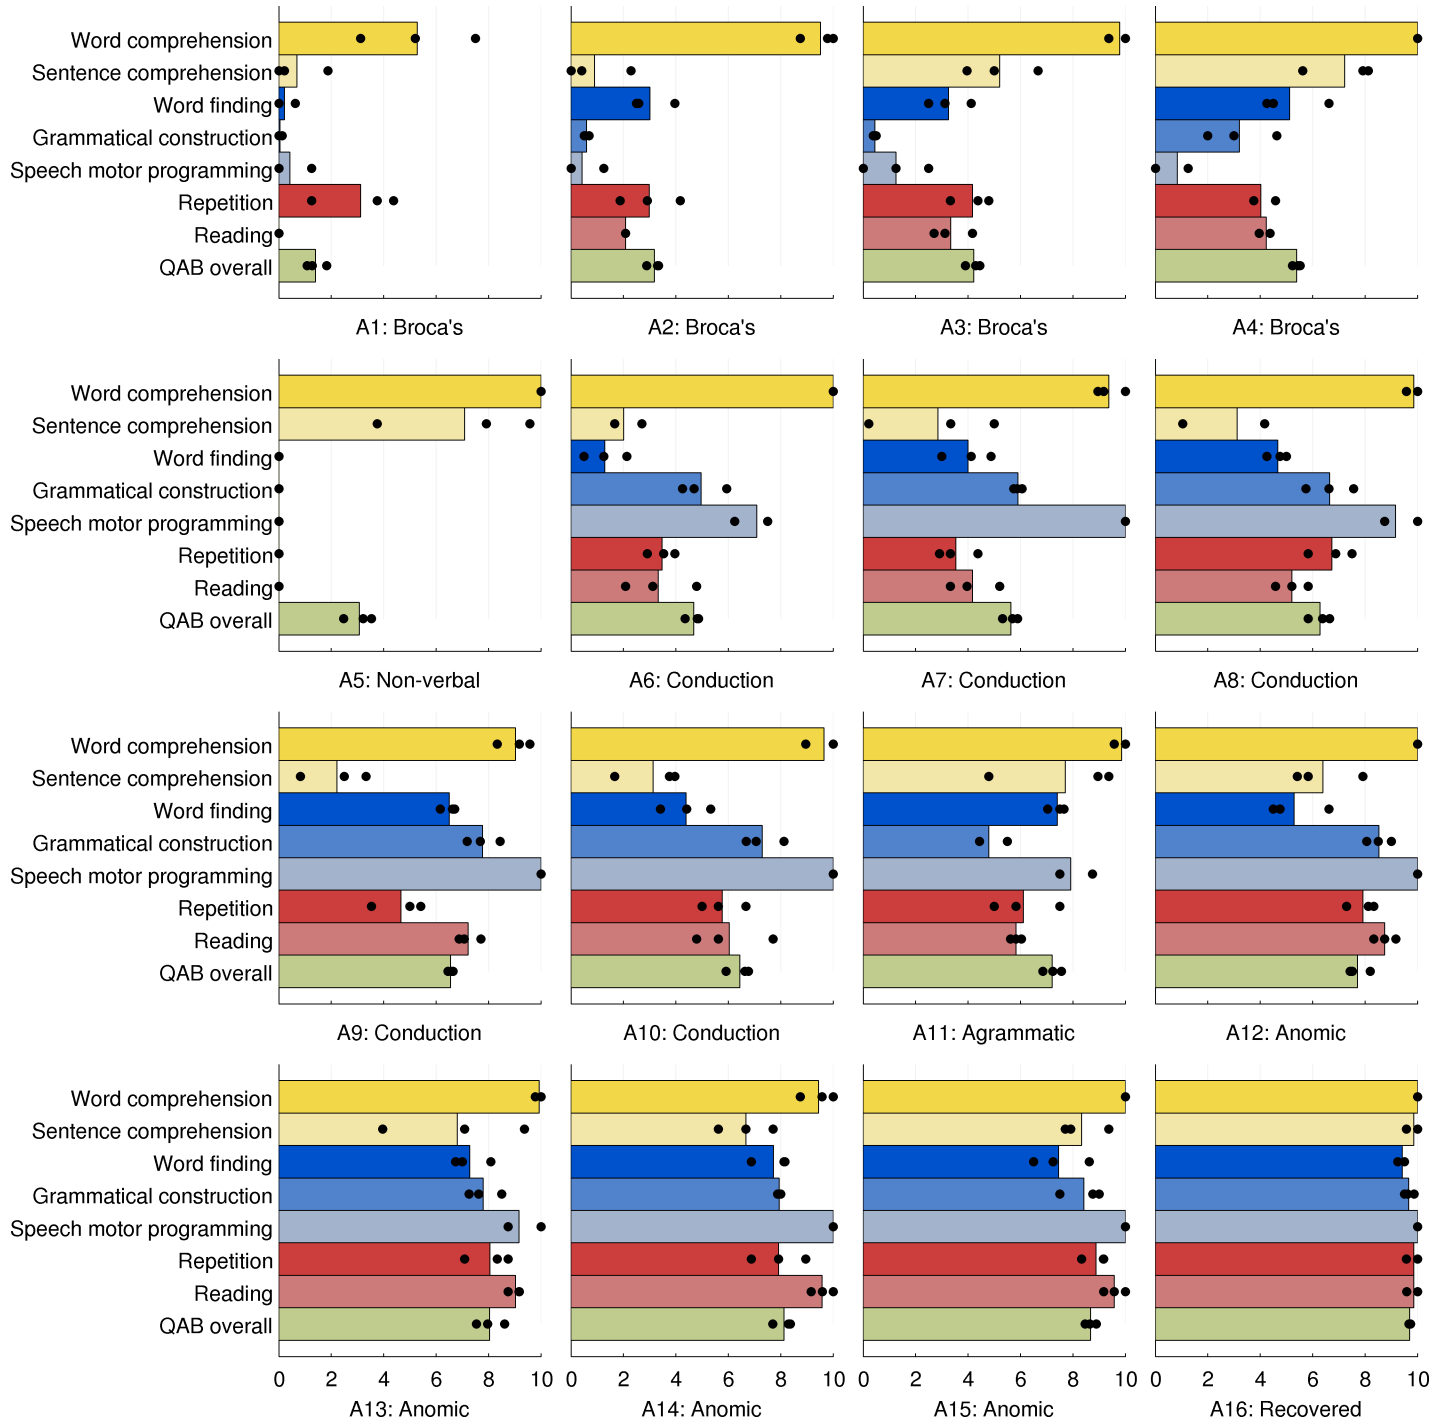 Word comprehension
Sentence comprehension
Word finding
Grammatical construction
Speech motor programming
Repetition
Reading
QAB overall
A1: Broca's
A2: Broca's
A3: Broca's
A4: Broca's
Word comprehension
Sentence comprehension
Word finding
Grammatical construction
Speech motor programming
Repetition
Reading
QAB overall
A5: Non-verbal
A6: Conduction
A7: Conduction
A8: Conduction
Word comprehension
Sentence comprehension
Word finding
Grammatical construction
Speech motor programming
Repetition
Reading
QAB overall
A9: Conduction
A10: Conduction
A11: Agrammatic
A12: Anomic
Word comprehension
Sentence comprehension
Word finding
Grammatical construction
Speech motor programming
Repetition
Reading
QAB overall
0 2 4 6 8 10
0 2 4 6 8 10
0 2 4 6 8 10
0 2 4 6 8 10
A13: Anomic
A14: Anomic
A15: Anomic
A16: Recovered